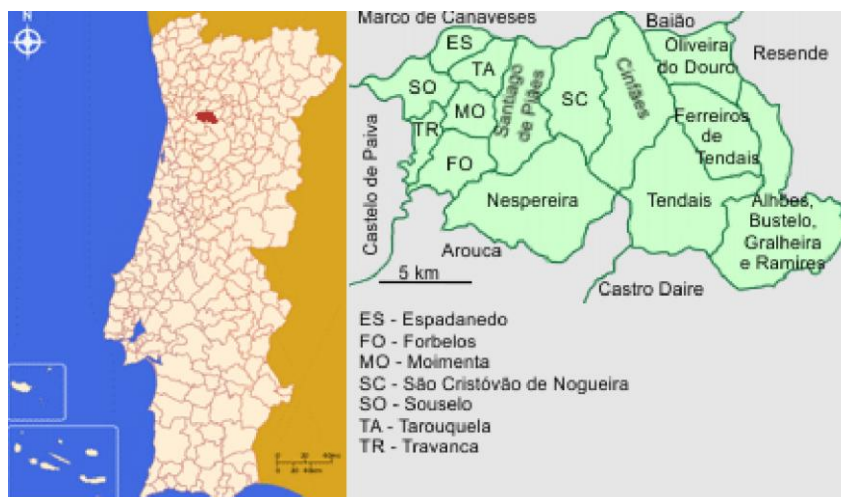 N
Marco de Canaveses
Baião
Resende
ES
Oliveira
do Douro
TA
SO
Santiago
de Piães
SC
Cinfães
MO
TR
Ferreiros
de
Tendais
FO
Castelo de Paiva
Nespereira
Tendais
Alhões,
Bustelo,
Gralheira
e Ramires
Arouca
5 km
Castro Daire
ES - Espadanedo
FO - Forbelos
MO - Moimenta
SC - São Cristóvão de Nogueira
SO - Souselo
TA - Tarouquela
TR - Travanca